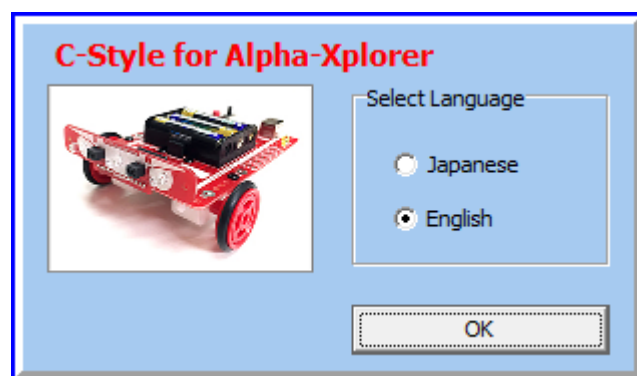 C-Style for Alpha-Xplorer
Select Language
Japanese
English
OK